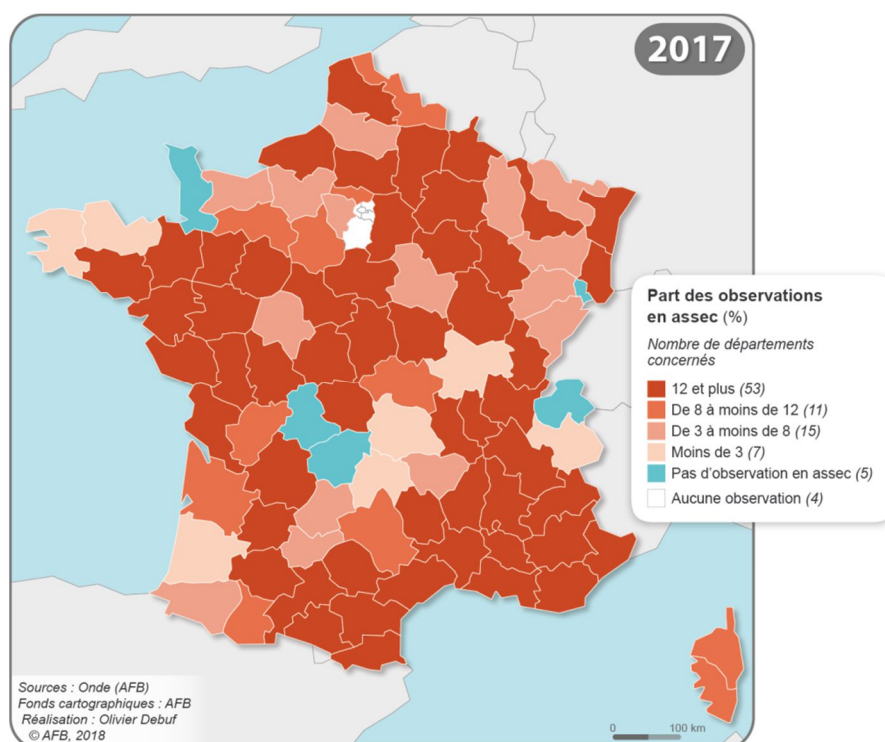 2017
Part des observations
en assec (%)
Nombre de départements
concernés
12 et plus (53)
De 8 à moins de 12 (11)
De 3 à moins de 8 (15)
Moins de 3 (7)
Pas d'observation en assec (5)
Aucune observation (4)
Sources : Onde (AFB)
Fonds cartographiques : AFB
Réalisation : Olivier Debuf
© AFB, 2018
0 100 km